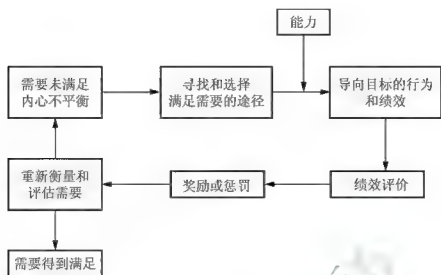 能力
需要未满足
内心不平衡
寻找和选择
满足需要的途径
导向目标的行为
和绩效
重新衡量和
评估需要
奖励或惩罚
绩效评价
需要得到满足